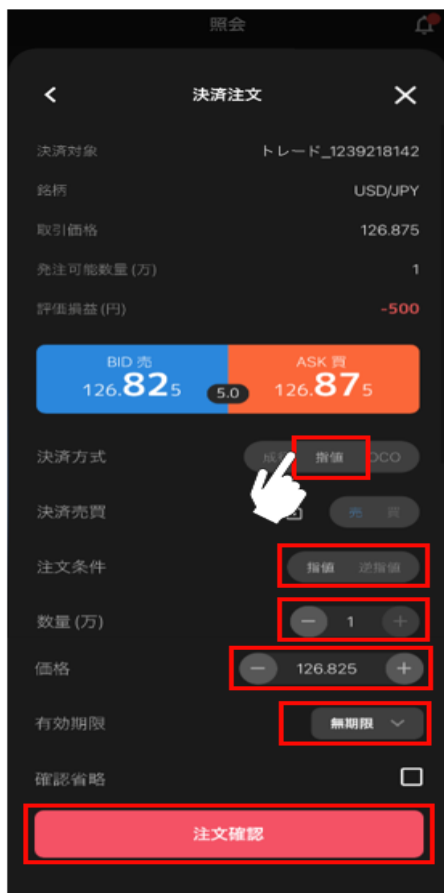 照会
決済注文
決済対象 トレード_1239218142
銘柄 USD/JPY
取引価格 126.875
発注可能数量(万) 1
評価損益(円) -500
BID 売 ASK 買
126.825 5.0 126.875
決済方式 成 指値 OCO
決済売買 売 買
注文条件 指値 逆指値
数量(万) − 1 +
価格 − 126.825 +
有効期限 無期限
確認省略
注文確認